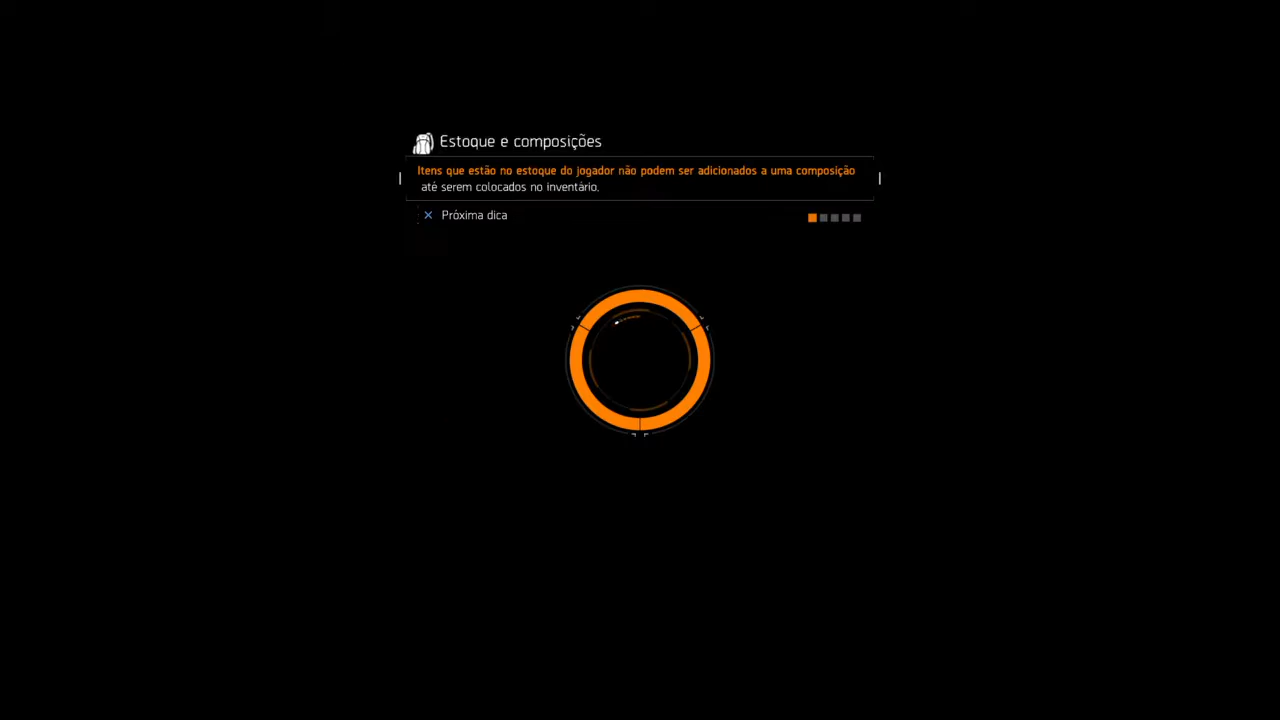 Estoque e composições
Itens que estão no estoque do jogador não podem ser adicionados a uma composição
até serem colocados no inventário.
Próxima dica